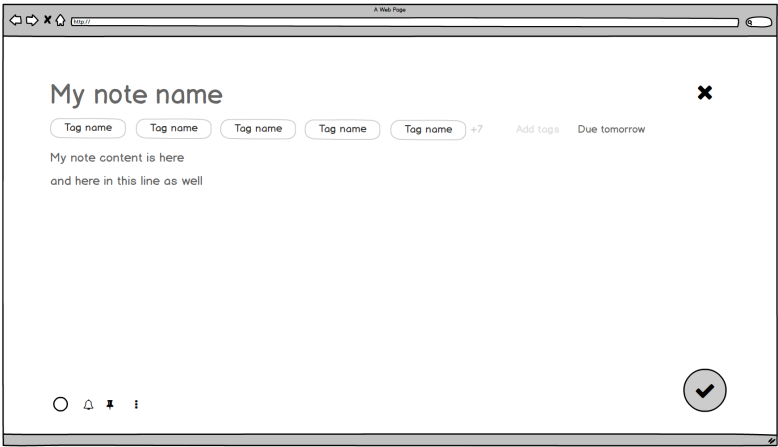 A Web Page
http://
My note name
Tag name Tag name Tag name Tag name Tag name +7 Add tags Due tomorrow
My note content is here
and here in this line as well